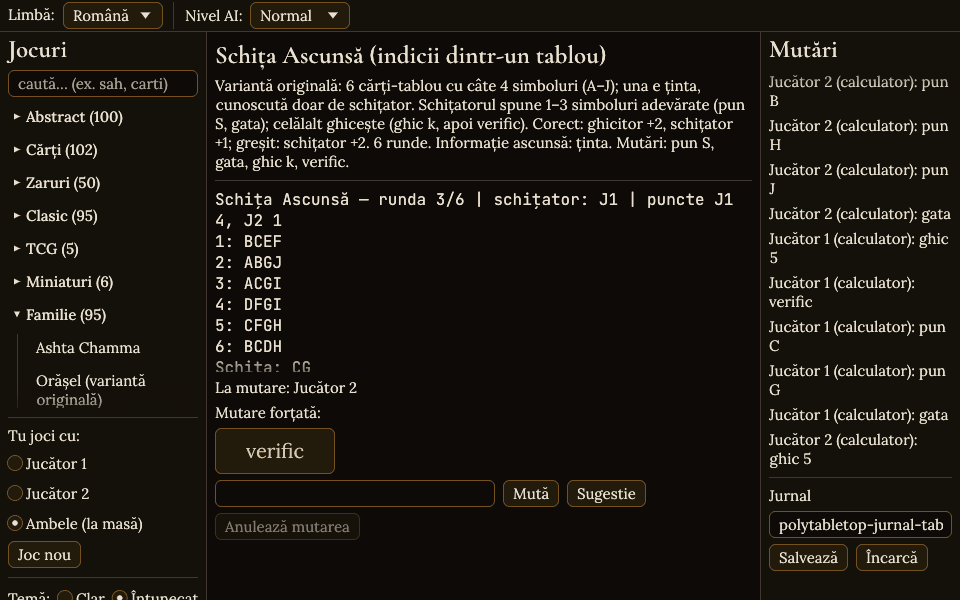 Limbă: Română ▼ Nivel AI: Normal ▼
Jocuri
caută... (ex. sah, carti)
▸ Abstract (100)
▸ Cărți (102)
▸ Zaruri (50)
▸ Clasic (95)
▸ TCG (5)
▸ Miniaturi (6)
▾ Familie (95)
Ashta Chamma
Orășel (variantă
originală)
Tu joci cu:
Jucător 1
Jucător 2
Ambele (la masă)
Joc nou
Temă: Clar Întunecat
Schița Ascunsă (indicii dintr-un tablou)
Variantă originală: 6 cărți-tablou cu câte 4 simboluri (A–J); una e ținta,
cunoscută doar de schițator. Schițatorul spune 1–3 simboluri adevărate (pun
S, gata); celălalt ghicește (ghic k, apoi verific). Corect: ghicitor +2, schițator
+1; greșit: schițator +2. 6 runde. Informație ascunsă: ținta. Mutări: pun S,
gata, ghic k, verific.
Schița Ascunsă — runda 3/6 | schițator: J1 | puncte J1
4, J2 1
1: BCEF
2: ABGJ
3: ACGI
4: DFGI
5: CFGH
6: BCDH
Schița: CG
La mutare: Jucător 2
Mutare forțată:
verific
Mută Sugestie
Anulează mutarea
Mutări
Jucător 2 (calculator): pun
B
Jucător 2 (calculator): pun
H
Jucător 2 (calculator): pun
J
Jucător 2 (calculator): gata
Jucător 1 (calculator): ghic
5
Jucător 1 (calculator):
verific
Jucător 1 (calculator): pun
C
Jucător 1 (calculator): pun
G
Jucător 1 (calculator): gata
Jucător 2 (calculator):
ghic 5
Jurnal
polytabletop-jurnal-tab
Salvează Încarcă